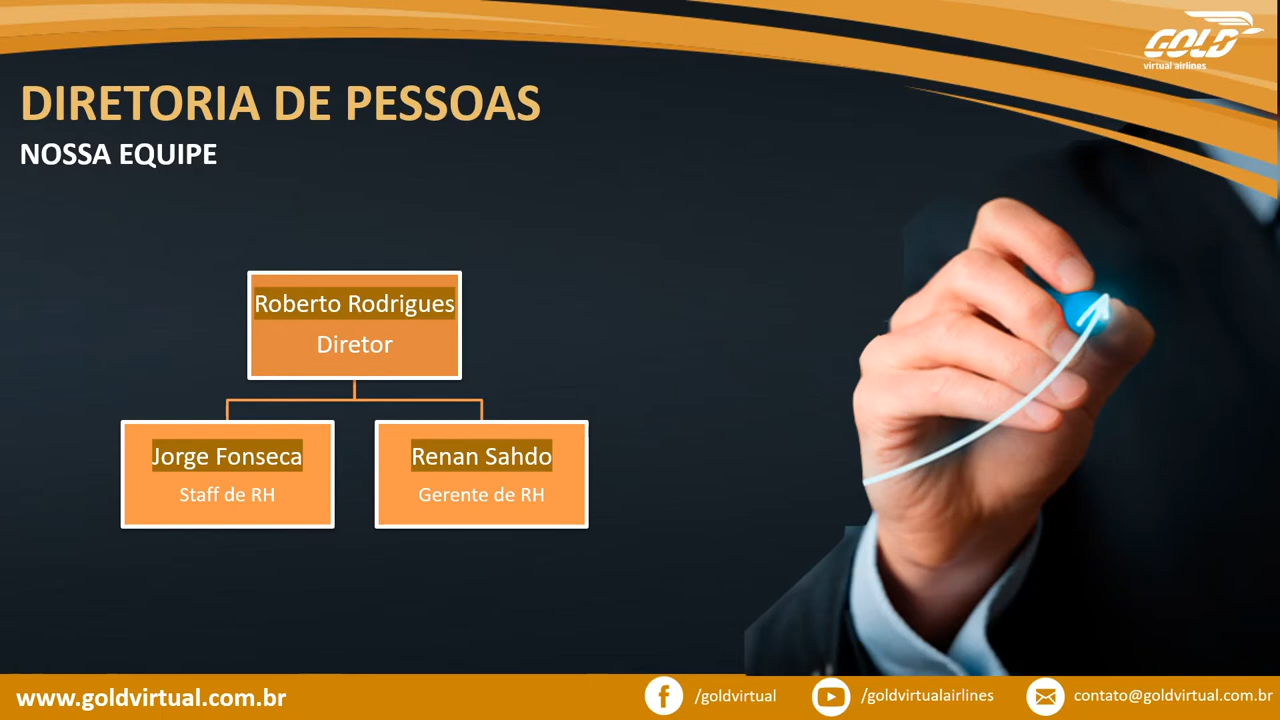 GOLD
virtual airlines
DIRETORIA DE PESSOAS
NOSSA EQUIPE
Roberto Rodrigues
Diretor
Jorge Fonseca
Staff de RH
Renan Sahdo
Gerente de RH
www.goldvirtual.com.br
/goldvirtual
/goldvirtualairlines
contato@goldvirtual.com.br